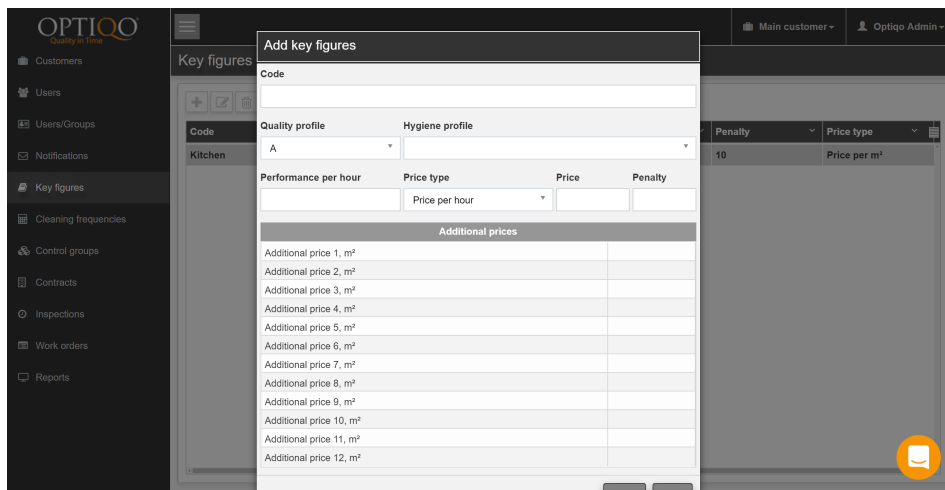 OPTIQO
Quality in Time
Main customer
Optiqo Admin
Customers
Users
Users/Groups
Notifications
Key figures
Cleaning frequencies
Control groups
Contracts
Inspections
Work orders
Reports
Key figures
Code
Penalty
Price type
Kitchen
10
Price per m²
Add key figures
Code
Quality profile
Hygiene profile
A
Performance per hour
Price type
Price
Penalty
Price per hour
Additional prices
Additional price 1, m²
Additional price 2, m²
Additional price 3, m²
Additional price 4, m²
Additional price 5, m²
Additional price 6, m²
Additional price 7, m²
Additional price 8, m²
Additional price 9, m²
Additional price 10, m²
Additional price 11, m²
Additional price 12, m²